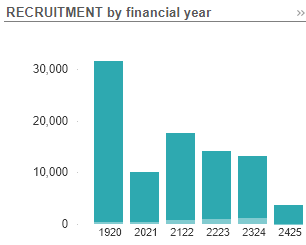 RECRUITMENT by financial year »
30,000
20,000
10,000
0
1920 2021 2122 2223 2324 2425